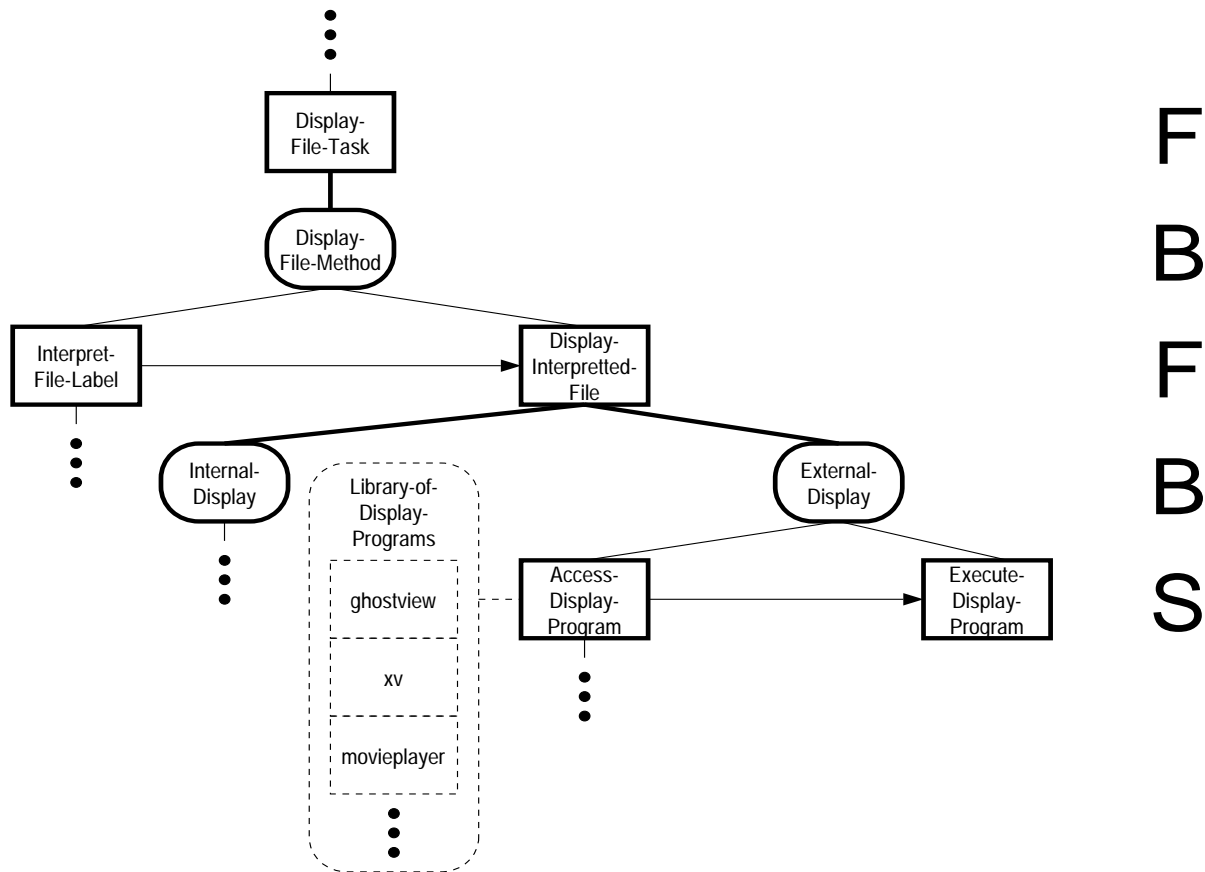 Display-
File-Task
F
Display-
File-Method
B
Interpret-
File-Label
Display-
Interpretted-
File
F
Internal-
Display
External-
Display
B
Library-of-
Display-
Programs
ghostview
xv
movieplayer
Access-
Display-
Program
Execute-
Display-
Program
S